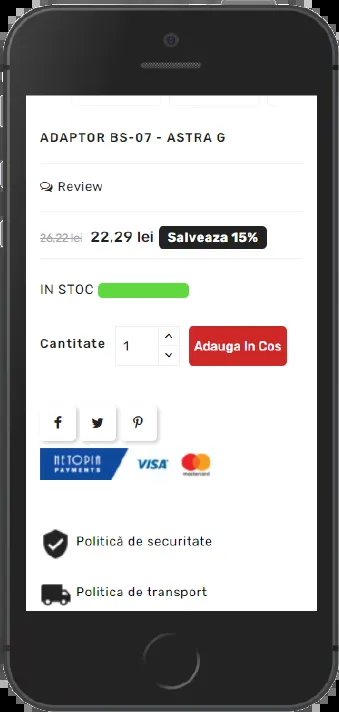 ADAPTOR BS-07 - ASTRA G
Review
26,22 lei 22,29 lei Salveaza 15%
IN STOC
Cantitate 1 Adauga In Cos
NETOPIA PAYMENTS VISA mastercard
Politică de securitate
Politica de transport